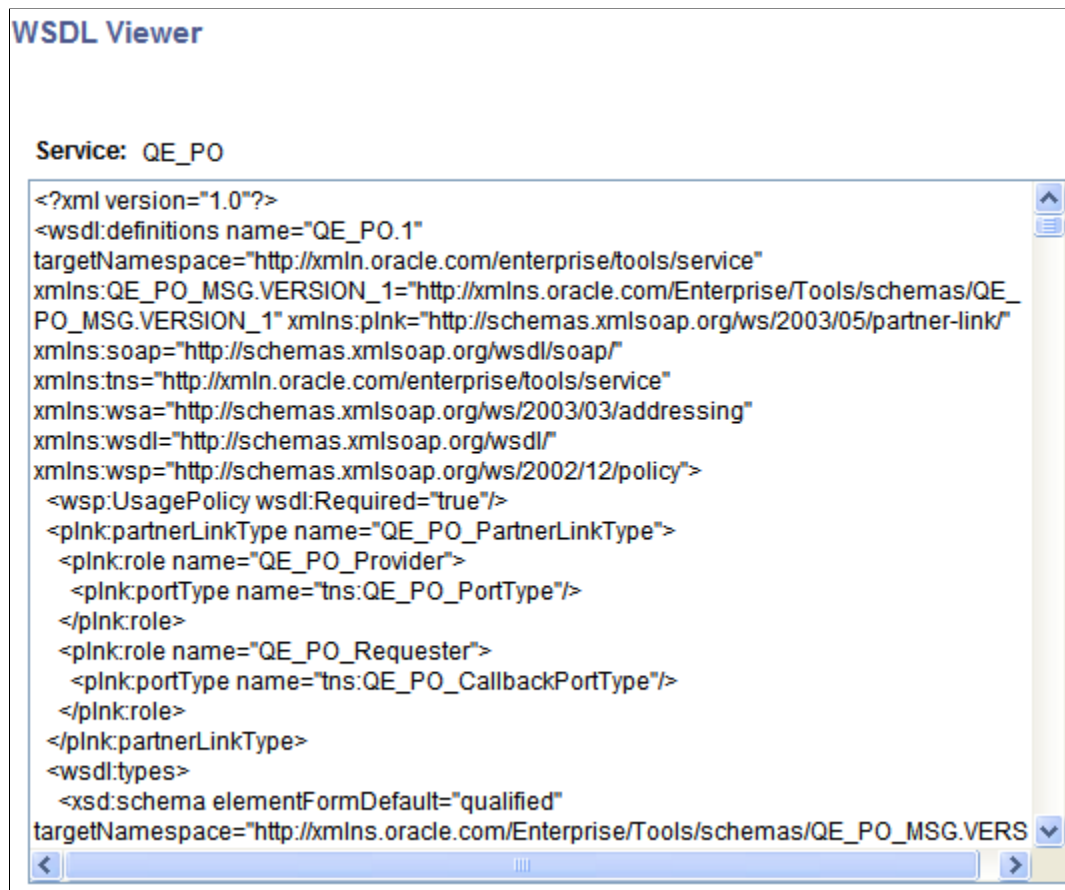 WSDL Viewer
Service: QE_PO
<?xml version="1.0"?>
<wsdl:definitions name="QE_PO.1"
targetNamespace="http://xmln.oracle.com/enterprise/tools/service"
xmlns:QE_PO_MSG.VERSION_1="http://xmlns.oracle.com/Enterprise/Tools/schemas/QE_
PO_MSG.VERSION_1" xmlns:plnk="http://schemas.xmlsoap.org/ws/2003/05/partner-link/"
xmlns:soap="http://schemas.xmlsoap.org/wsdl/soap/"
xmlns:tns="http://xmln.oracle.com/enterprise/tools/service"
xmlns:wsa="http://schemas.xmlsoap.org/ws/2003/03/addressing"
xmlns:wsdl="http://schemas.xmlsoap.org/wsdl/"
xmlns:wsp="http://schemas.xmlsoap.org/ws/2002/12/policy">
<wsp:UsagePolicy wsdl:Required="true"/>
<plnk:partnerLinkType name="QE_PO_PartnerLinkType">
<plnk:role name="QE_PO_Provider">
<plnk:portType name="tns:QE_PO_PortType"/>
</plnk:role>
<plnk:role name="QE_PO_Requester">
<plnk:portType name="tns:QE_PO_CallbackPortType"/>
</plnk:role>
</plnk:partnerLinkType>
<wsdl:types>
<xsd:schema elementFormDefault="qualified"
targetNamespace="http://xmlns.oracle.com/Enterprise/Tools/schemas/QE_PO_MSG.VERS